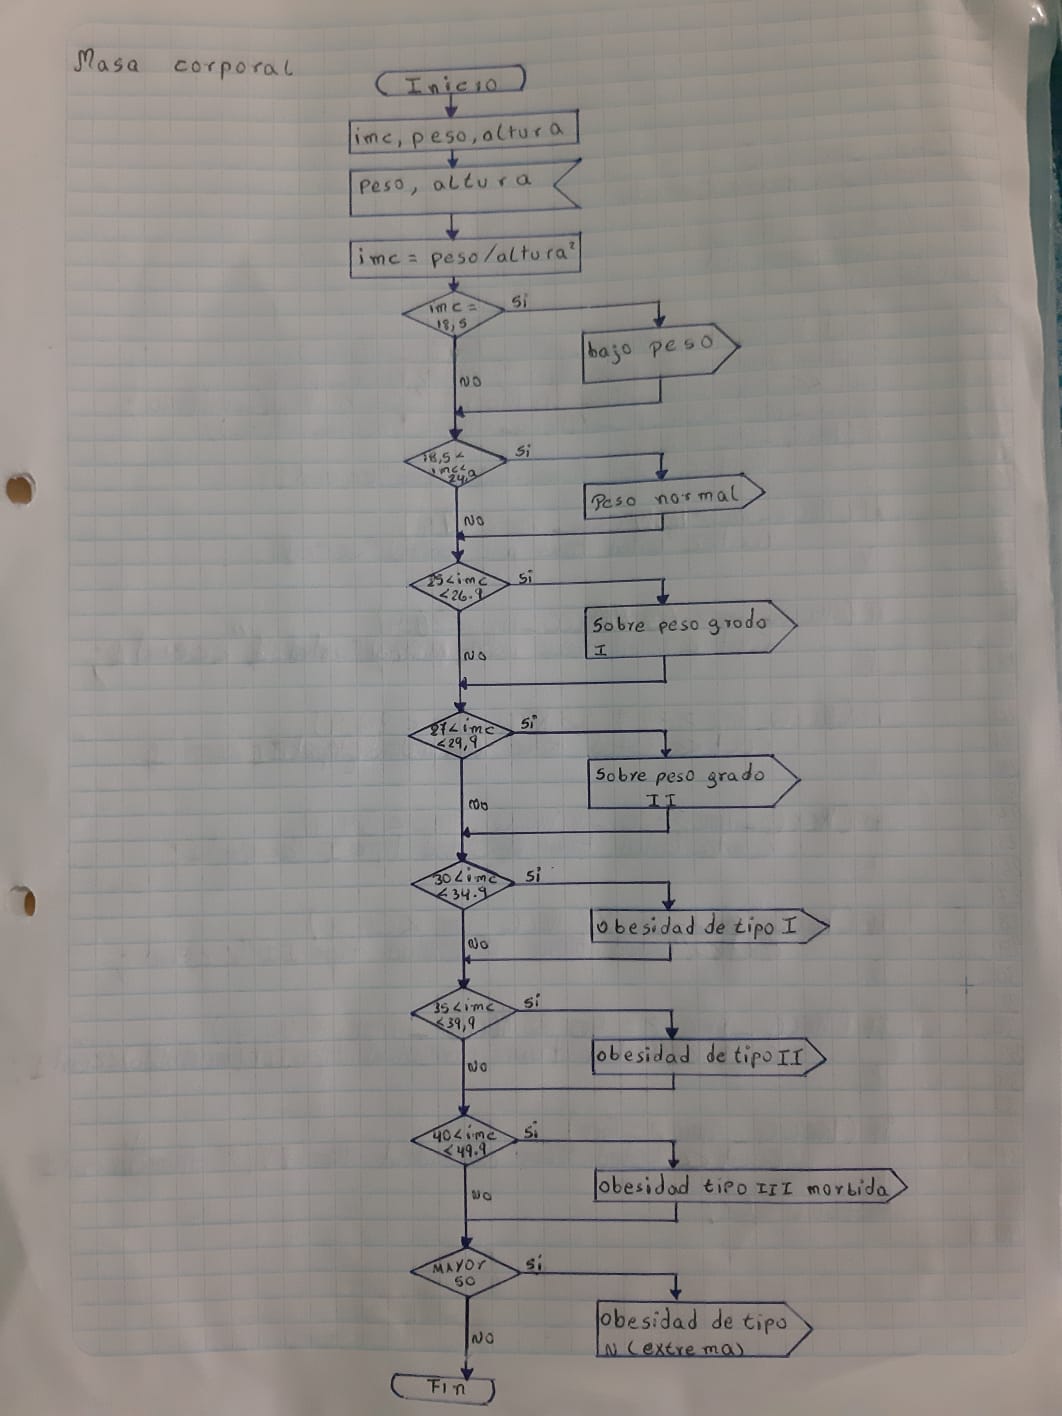 Masa corporal
Inicio
imc, peso, altura
Peso, altura
imc = peso/altura²
imc =
18,5
Si
bajo peso
NO
18,5 <
imc<
24,9
Si
Peso normal
NO
25<imc
<26.9
Si
Sobre peso grado
I
NO
27<imc
<29,9
Si
Sobre peso grado
II
No
30<imc
<34.9
Si
Obesidad de tipo I
NO
35<imc
<39,9
Si
Obesidad de tipo II
NO
40<imc
<49.9
Si
Obesidad tipo III morbida
NO
MAYOr
50
Si
Obesidad de tipo
N (extrema)
NO
Fin